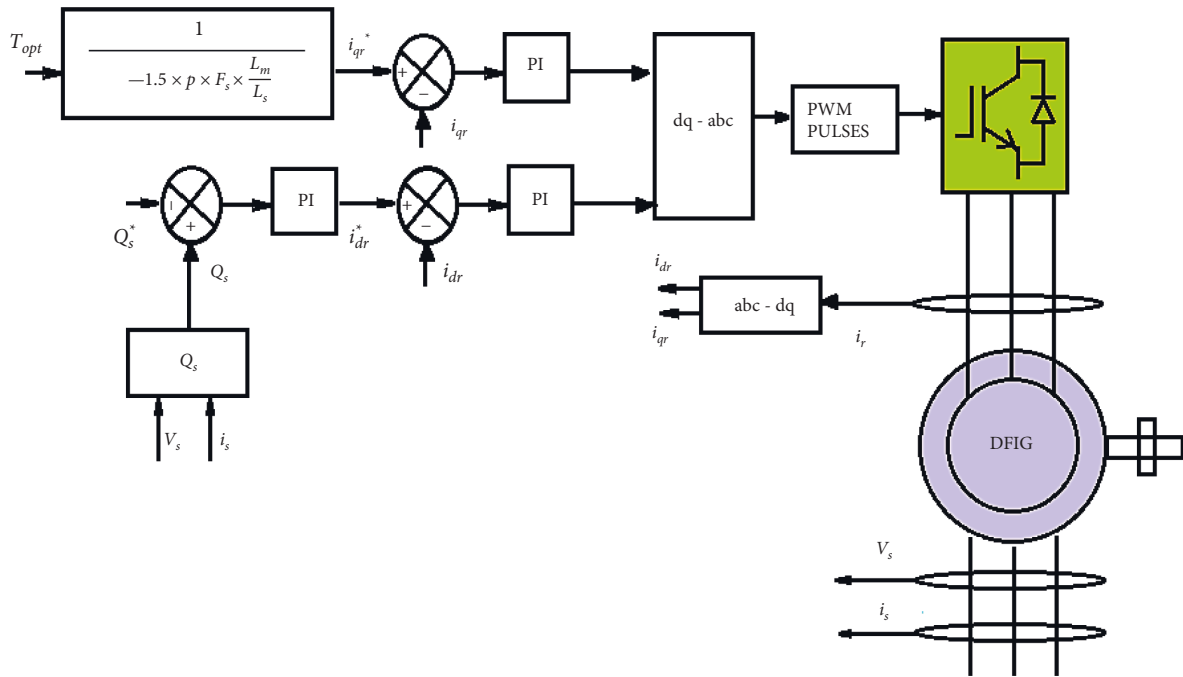 T_opt
1
−1.5 × p × F_s × L_m
L_s
i_qr*
+
−
i_qr
PI
dq - abc
PWM
PULSES
Q_s*
+
Q_s
PI
i_dr*
+
−
i_dr
PI
Q_s
V_s
i_s
i_dr
i_qr
abc - dq
i_r
DFIG
V_s
i_s